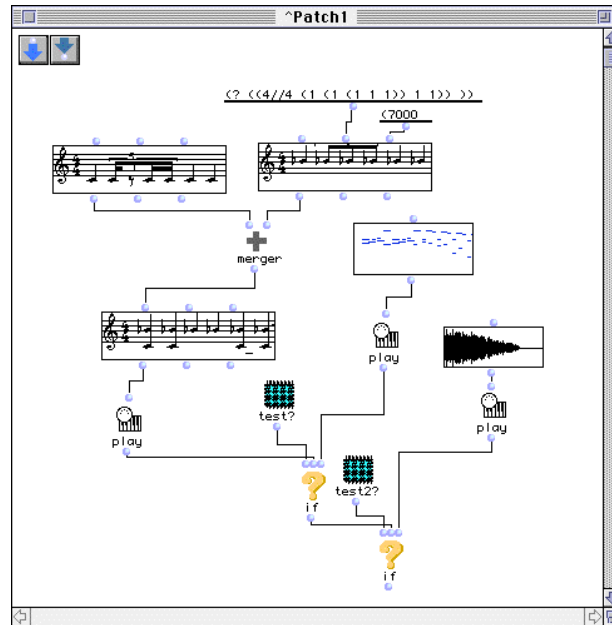 ^Patch1
(? ((4//4 (1 (1 (1 1 1)) 1 1)) ))
(7000
5
merger
play
test?
play
play
test2?
if
if